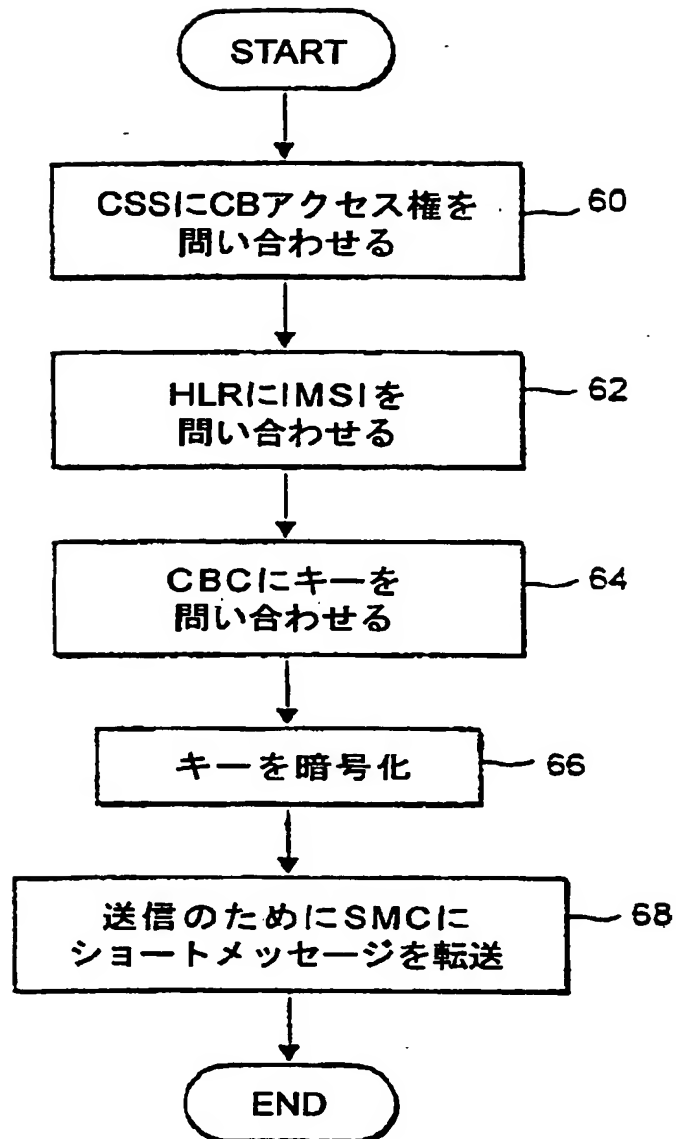 START
CSSにCBアクセス権を
問い合わせる
60
HLRにIMSIを
問い合わせる
62
CBCにキーを
問い合わせる
64
キーを暗号化
66
送信のためにSMCに
ショートメッセージを転送
68
END